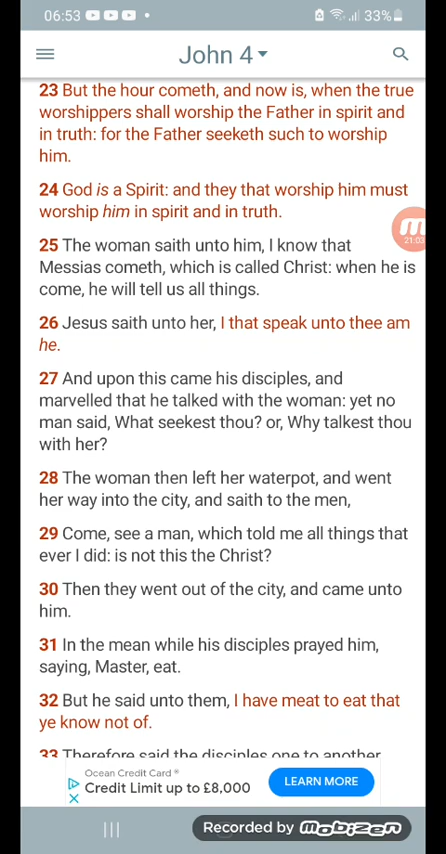 06:53 33%
John 4
23 But the hour cometh, and now is, when the true
worshippers shall worship the Father in spirit and
in truth: for the Father seeketh such to worship
him.
24 God is a Spirit: and they that worship him must
worship him in spirit and in truth.
21:03
25 The woman saith unto him, I know that
Messias cometh, which is called Christ: when he is
come, he will tell us all things.
26 Jesus saith unto her, I that speak unto thee am
he.
27 And upon this came his disciples, and
marvelled that he talked with the woman: yet no
man said, What seekest thou? or, Why talkest thou
with her?
28 The woman then left her waterpot, and went
her way into the city, and saith to the men,
29 Come, see a man, which told me all things that
ever I did: is not this the Christ?
30 Then they went out of the city, and came unto
him.
31 In the mean while his disciples prayed him,
saying, Master, eat.
32 But he said unto them, I have meat to eat that
ye know not of.
33 Therefore said the disciples one to another
Ocean Credit Card ®
Credit Limit up to £8,000
LEARN MORE
Recorded by mobizen